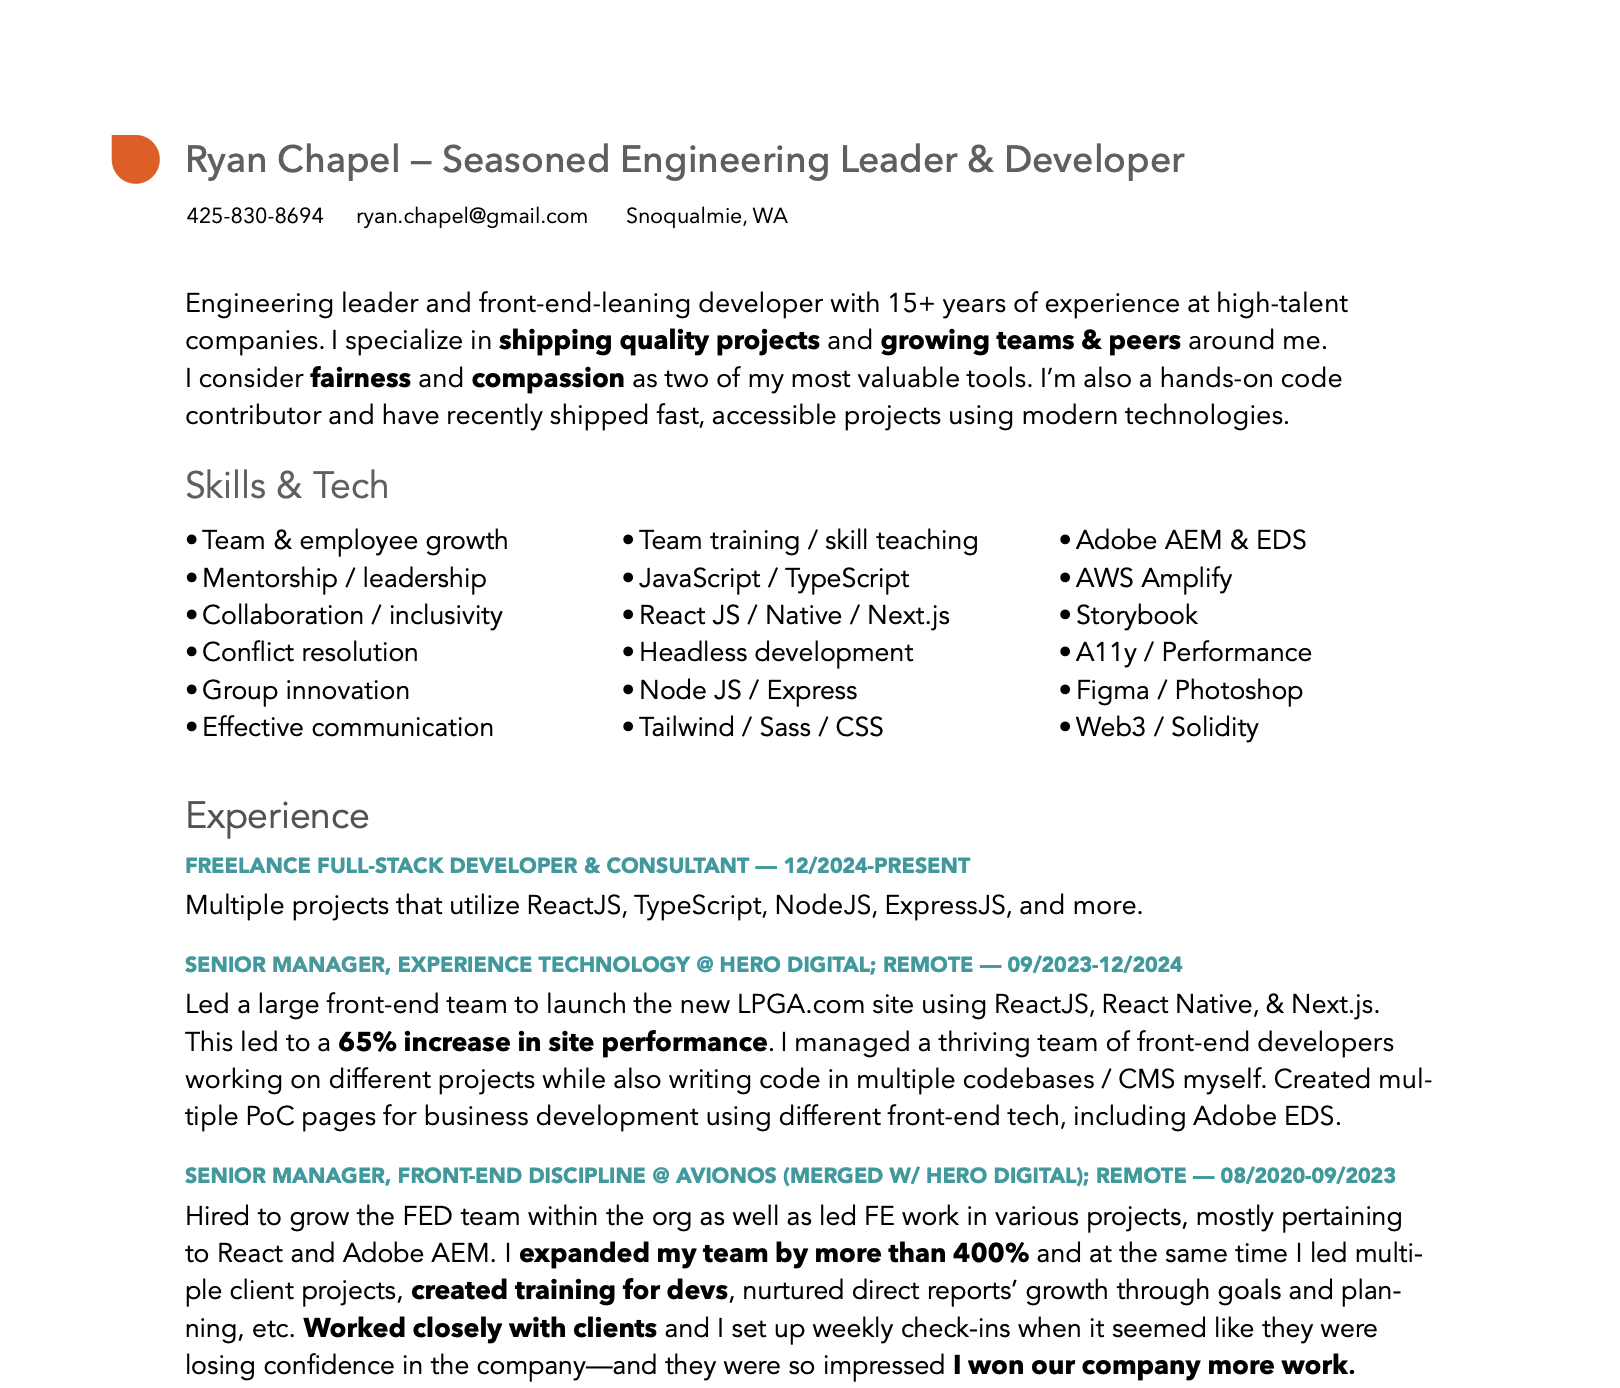 Ryan Chapel – Seasoned Engineering Leader & Developer
425-830-8694 ryan.chapel@gmail.com Snoqualmie, WA
Engineering leader and front-end-leaning developer with 15+ years of experience at high-talent
companies. I specialize in shipping quality projects and growing teams & peers around me.
I consider fairness and compassion as two of my most valuable tools. I’m also a hands-on code
contributor and have recently shipped fast, accessible projects using modern technologies.
Skills & Tech
• Team & employee growth
• Mentorship / leadership
• Collaboration / inclusivity
• Conflict resolution
• Group innovation
• Effective communication
• Team training / skill teaching
• JavaScript / TypeScript
• React JS / Native / Next.js
• Headless development
• Node JS / Express
• Tailwind / Sass / CSS
• Adobe AEM & EDS
• AWS Amplify
• Storybook
• A11y / Performance
• Figma / Photoshop
• Web3 / Solidity
Experience
FREELANCE FULL-STACK DEVELOPER & CONSULTANT — 12/2024-PRESENT
Multiple projects that utilize ReactJS, TypeScript, NodeJS, ExpressJS, and more.
SENIOR MANAGER, EXPERIENCE TECHNOLOGY @ HERO DIGITAL; REMOTE — 09/2023-12/2024
Led a large front-end team to launch the new LPGA.com site using ReactJS, React Native, & Next.js.
This led to a 65% increase in site performance. I managed a thriving team of front-end developers
working on different projects while also writing code in multiple codebases / CMS myself. Created mul-
tiple PoC pages for business development using different front-end tech, including Adobe EDS.
SENIOR MANAGER, FRONT-END DISCIPLINE @ AVIONOS (MERGED W/ HERO DIGITAL); REMOTE — 08/2020-09/2023
Hired to grow the FED team within the org as well as led FE work in various projects, mostly pertaining
to React and Adobe AEM. I expanded my team by more than 400% and at the same time I led multi-
ple client projects, created training for devs, nurtured direct reports’ growth through goals and plan-
ning, etc. Worked closely with clients and I set up weekly check-ins when it seemed like they were
losing confidence in the company—and they were so impressed I won our company more work.